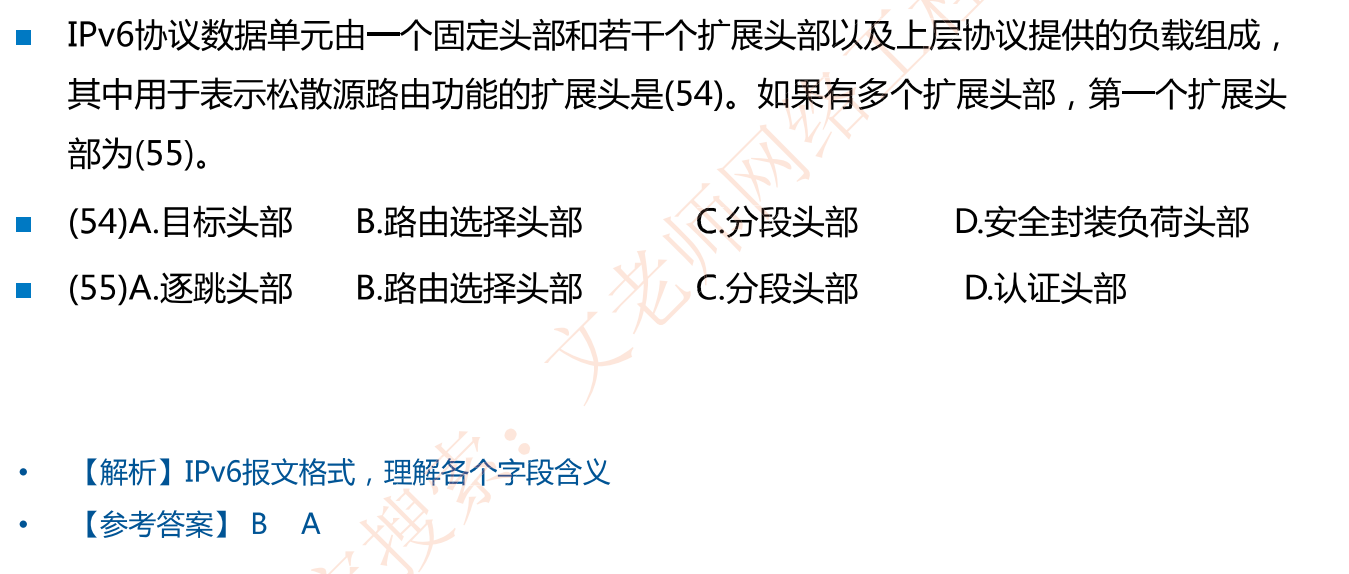 IPv6协议数据单元由一个固定头部和若干个扩展头部以及上层协议提供的负载组成，
其中用于表示松散源路由功能的扩展头是(54)。如果有多个扩展头部，第一个扩展头
部为(55)。
(54)A.目标头部 B.路由选择头部 C.分段头部 D.安全封装负荷头部
(55)A.逐跳头部 B.路由选择头部 C.分段头部 D.认证头部
【解析】IPv6报文格式，理解各个字段含义
【参考答案】 B A
搜索：文老师网络工程